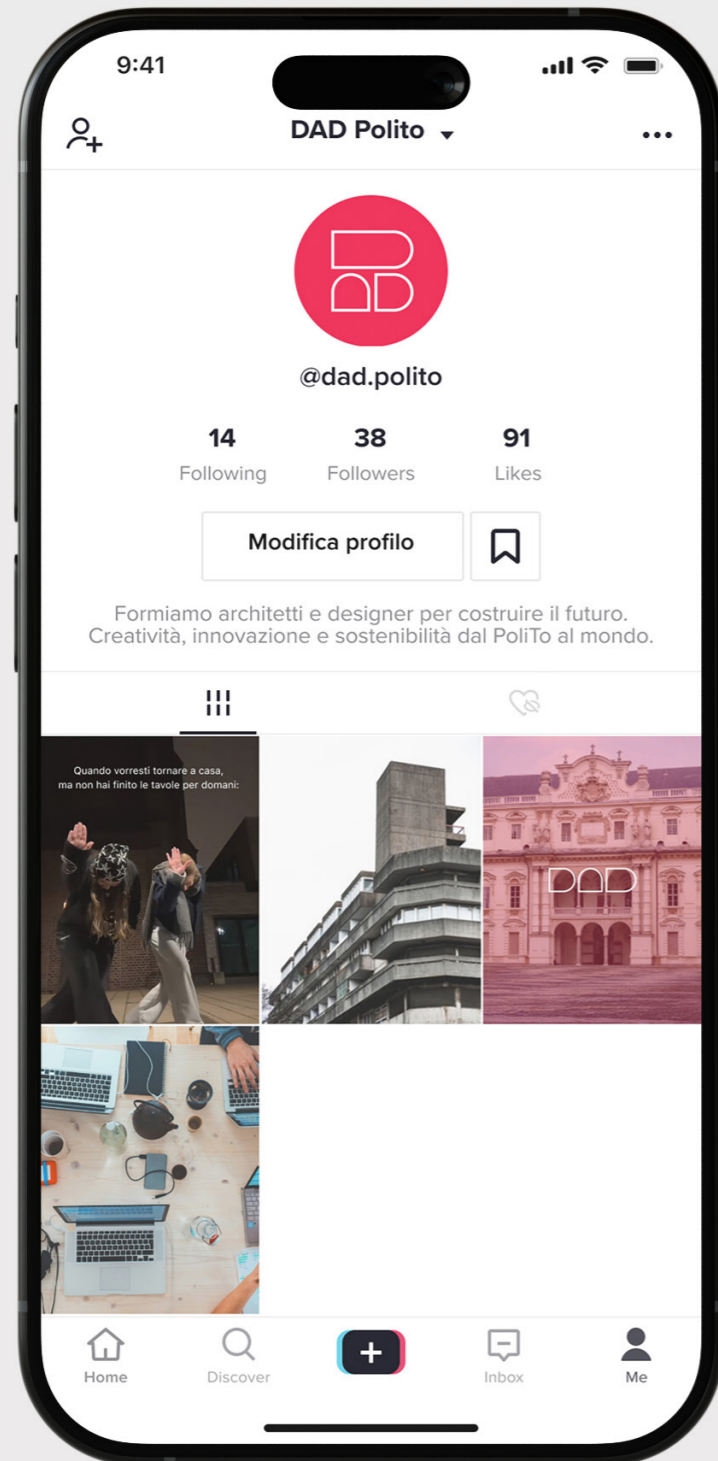 9:41
DAD Polito
DAD
@dad.polito
14 38 91
Following Followers Likes
Modifica profilo
Formiamo architetti e designer per costruire il futuro.
Creatività, innovazione e sostenibilità dal PoliTo al mondo.
Quando vorresti tornare a casa,
ma non hai finito le tavole per domani:
DAD
Home Discover Inbox Me